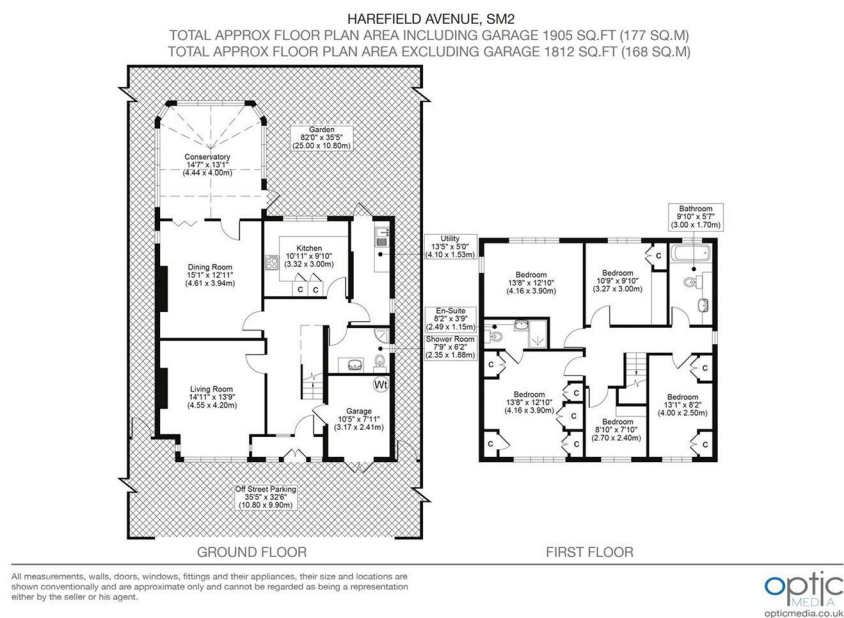 HAREFIELD AVENUE, SM2
TOTAL APPROX FLOOR PLAN AREA INCLUDING GARAGE 1905 SQ.FT (177 SQ.M)
TOTAL APPROX FLOOR PLAN AREA EXCLUDING GARAGE 1812 SQ.FT (168 SQ.M)
Garden
82'0" x 35'5"
(25.00 x 10.80m)
Conservatory
14'7" x 13'1"
(4.44 x 4.00m)
Kitchen
10'11" x 9'10"
(3.32 x 3.00m)
C
C
Dining Room
15'1" x 12'11"
(4.61 x 3.94m)
Utility
13'5" x 5'0"
(4.10 x 1.53m)
En-Suite
8'2" x 3'9"
(2.49 x 1.15m)
Shower Room
7'9" x 6'2"
(2.35 x 1.88m)
Living Room
14'11" x 13'9"
(4.55 x 4.20m)
Wt
Garage
10'5" x 7'11"
(3.17 x 2.41m)
Off Street Parking
35'5" x 32'6"
(10.80 x 9.90m)
GROUND FLOOR
Bathroom
9'10" x 5'7"
(3.00 x 1.70m)
Bedroom
13'8" x 12'10"
(4.16 x 3.90m)
Bedroom
10'9" x 9'10"
(3.27 x 3.00m)
C
C
C
C
C
C
C
Bedroom
13'8" x 12'10"
(4.16 x 3.90m)
Bedroom
8'10" x 7'10"
(2.70 x 2.40m)
Bedroom
13'1" x 8'2"
(4.00 x 2.50m)
C
C
FIRST FLOOR
All measurements, walls, doors, windows, fittings and their appliances, their size and locations are
shown conventionally and are approximate only and cannot be regarded as being a representation
either by the seller or his agent.
optic
MEDIA
opticmedia.co.uk